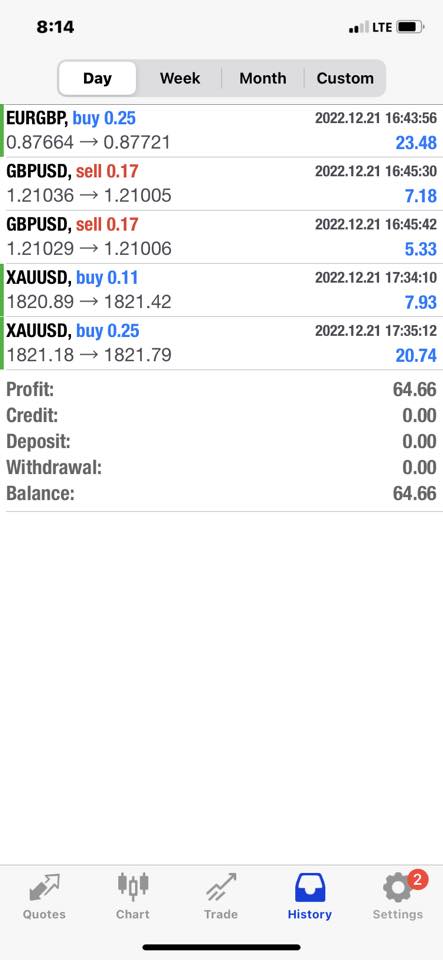 8:14
LTE
Day Week Month Custom
EURGBP, buy 0.25 2022.12.21 16:43:56
0.87664 → 0.87721 23.48
GBPUSD, sell 0.17 2022.12.21 16:45:30
1.21036 → 1.21005 7.18
GBPUSD, sell 0.17 2022.12.21 16:45:42
1.21029 → 1.21006 5.33
XAUUSD, buy 0.11 2022.12.21 17:34:10
1820.89 → 1821.42 7.93
XAUUSD, buy 0.25 2022.12.21 17:35:12
1821.18 → 1821.79 20.74
Profit: 64.66
Credit: 0.00
Deposit: 0.00
Withdrawal: 0.00
Balance: 64.66
2
Quotes Chart Trade History Settings